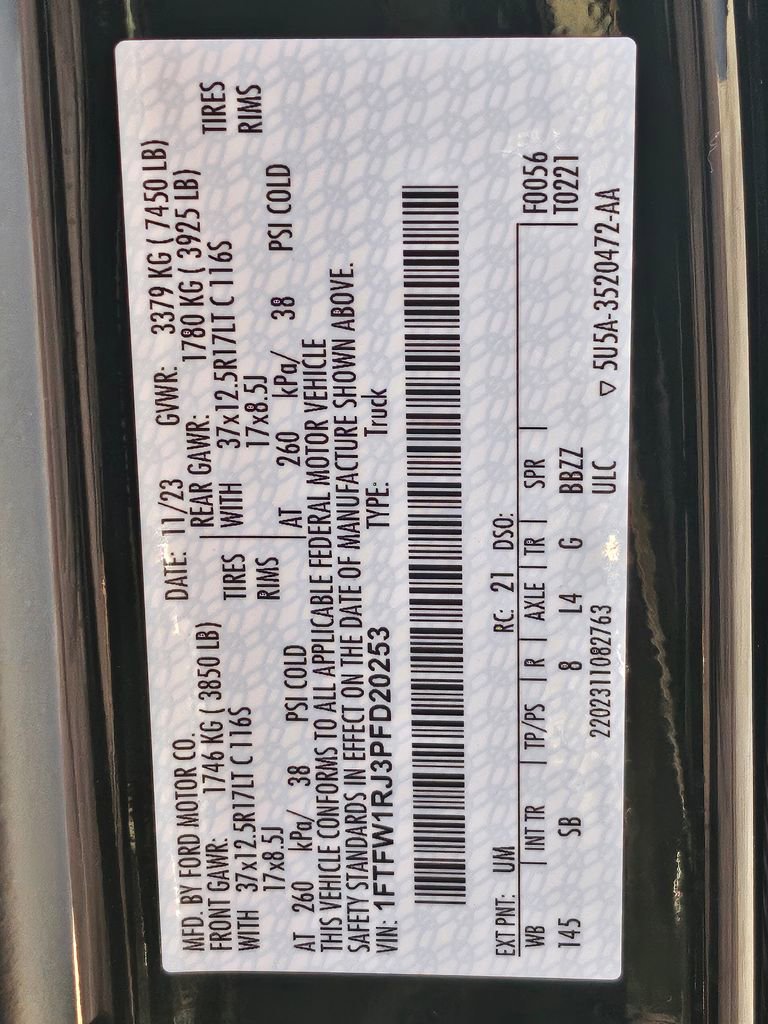 MFD. BY FORD MOTOR CO. DATE: 11/23 GVWR: 3379 KG ( 7450 LB)
FRONT GAWR: 1746 KG ( 3850 LB) REAR GAWR: 1780 KG ( 3925 LB)
WITH 37x12.5R17LT C 116S TIRES WITH 37x12.5R17LT C 116S TIRES
17x8.5J RIMS 17x8.5J RIMS
AT 260 kPa/ 38 PSI COLD AT 260 kPa/ 38 PSI COLD
THIS VEHICLE CONFORMS TO ALL APPLICABLE FEDERAL MOTOR VEHICLE
SAFETY STANDARDS IN EFFECT ON THE DATE OF MANUFACTURE SHOWN ABOVE.
VIN: 1FTFW1RJ3PFD20253 TYPE: Truck
EXT PNT: UM RC: 21 DSO: F0056
WB INT TR TP/PS R AXLE TR SPR T0221
145 SB 8 L4 G BBZZ
2202311082763 ULC ▽ 5U5A-3520472-AA